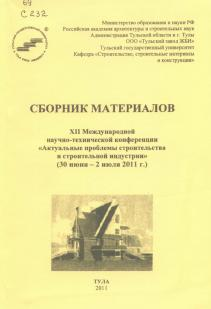 69
С 232
Министерство образования и науки РФ
Российская академия архитектуры и строительных наук
Администрация Тульской области и г. Тулы
ООО «Тульский завод ЖБИ»
Тульский государственный университет
Кафедра «Строительство, строительные материалы
и конструкции»
СБОРНИК МАТЕРИАЛОВ
XII Международной
научно-технической конференции
«Актуальные проблемы строительства
и строительной индустрии»
(30 июня – 2 июля 2011 г.)
ТУЛА
2011